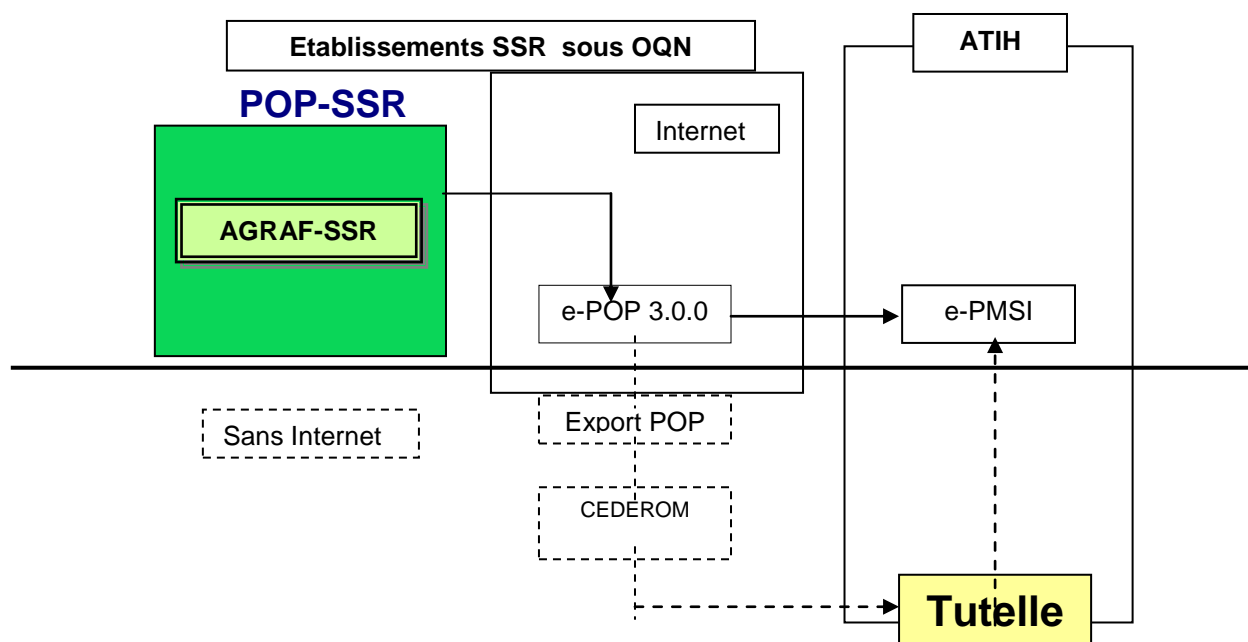 Etablissements SSR sous OQN
ATIH
POP-SSR
Internet
AGRAF-SSR
e-POP 3.0.0
e-PMSI
Sans Internet
Export POP
CEDEROM
Tutelle